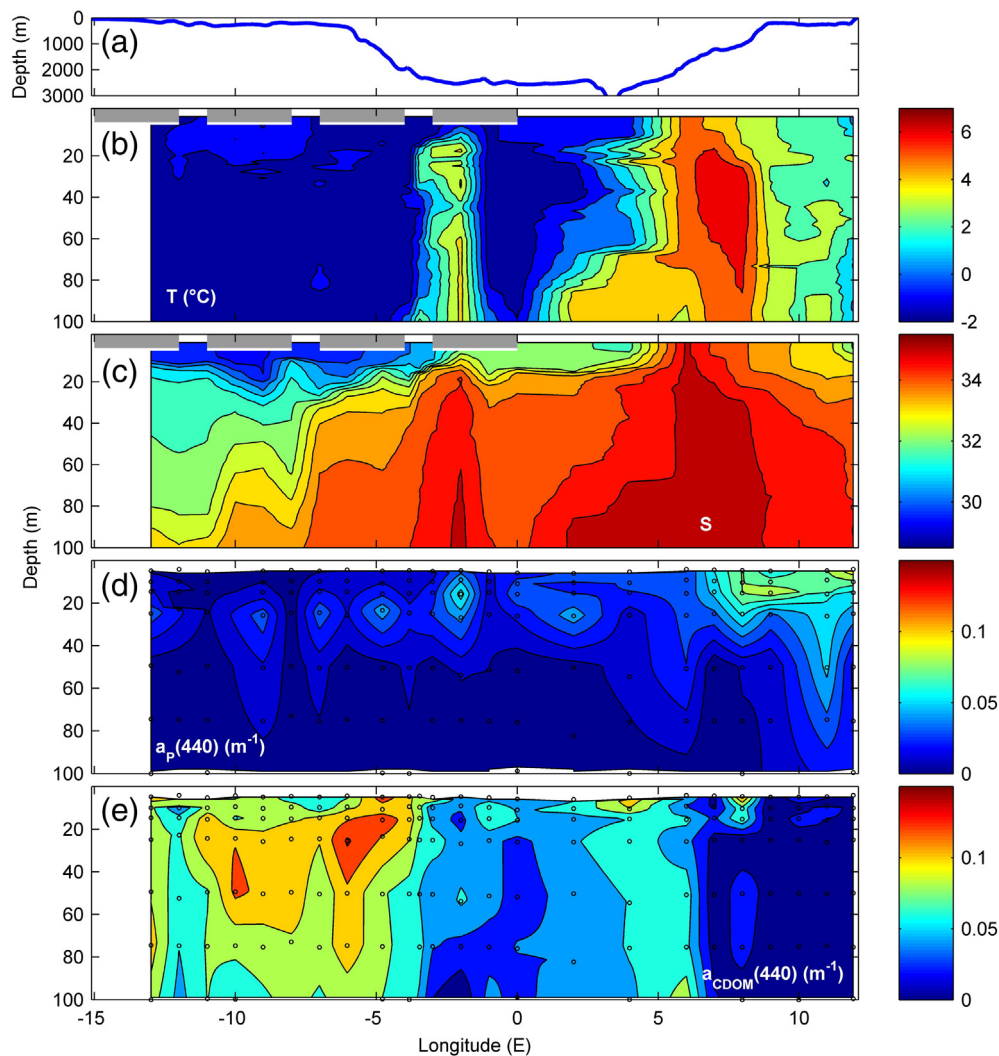 0
1000
2000
3000
Depth (m)
(a)
(b)
20
40
60
80
100
T (°C)
6
4
2
0
-2
(c)
20
40
60
80
100
Depth (m)
S
34
32
30
(d)
20
40
60
80
100
aP(440) (m-1)
0.1
0.05
0
(e)
20
40
60
80
100
aCDOM(440) (m-1)
0.1
0.05
0
-15 -10 -5 0 5 10
Longitude (E)